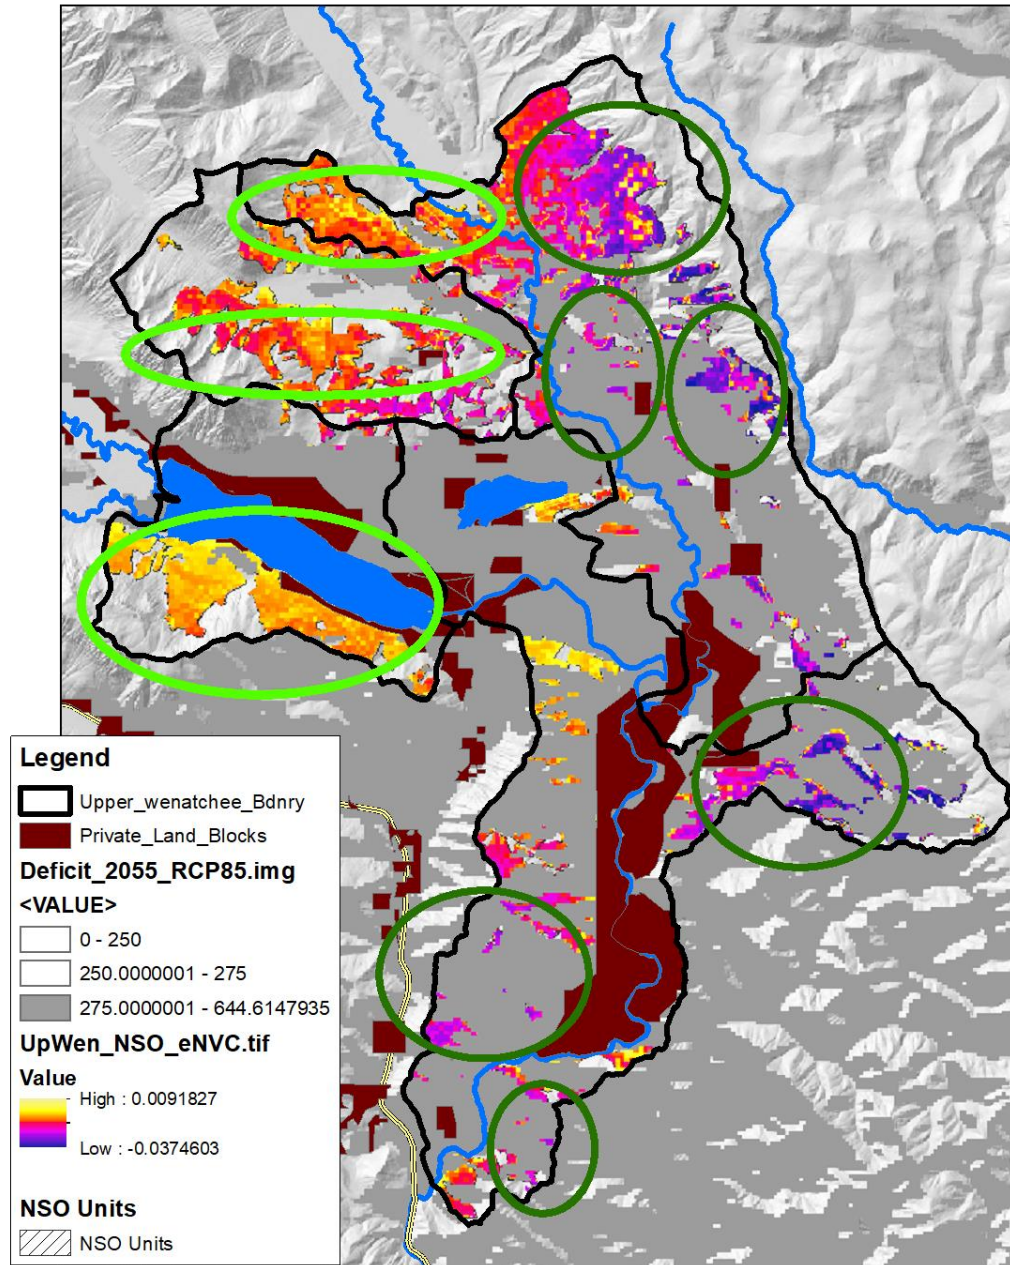 Legend
Upper_wenatchee_Bdnry
Private_Land_Blocks
Deficit_2055_RCP85.img
<VALUE>
0 - 250
250.0000001 - 275
275.0000001 - 644.6147935
UpWen_NSO_eNVC.tif
Value
High : 0.0091827
Low : -0.0374603
NSO Units
NSO Units